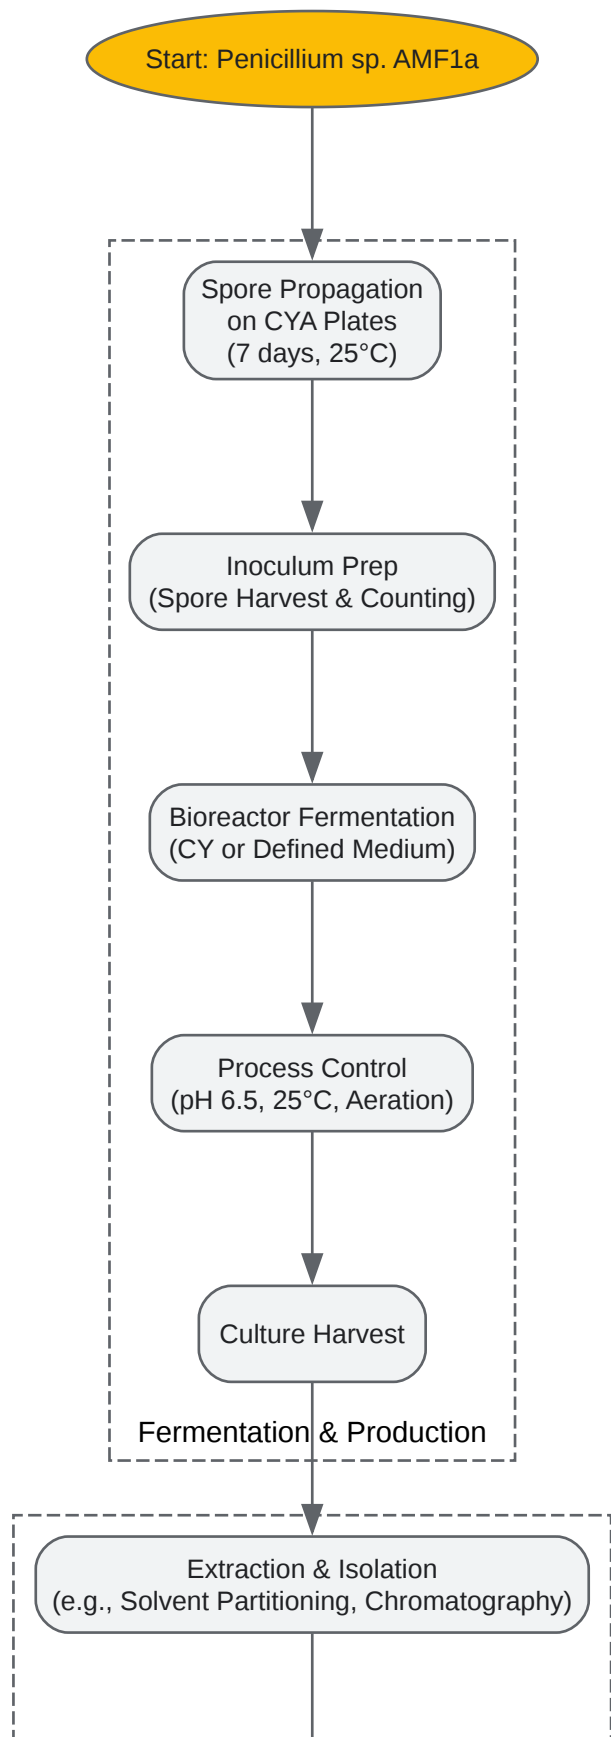 Start: Penicillium sp. AMF1a
Spore Propagation
on CYA Plates
(7 days, 25°C)
Inoculum Prep
(Spore Harvest & Counting)
Bioreactor Fermentation
(CY or Defined Medium)
Process Control
(pH 6.5, 25°C, Aeration)
Culture Harvest
Fermentation & Production
Extraction & Isolation
(e.g., Solvent Partitioning, Chromatography)